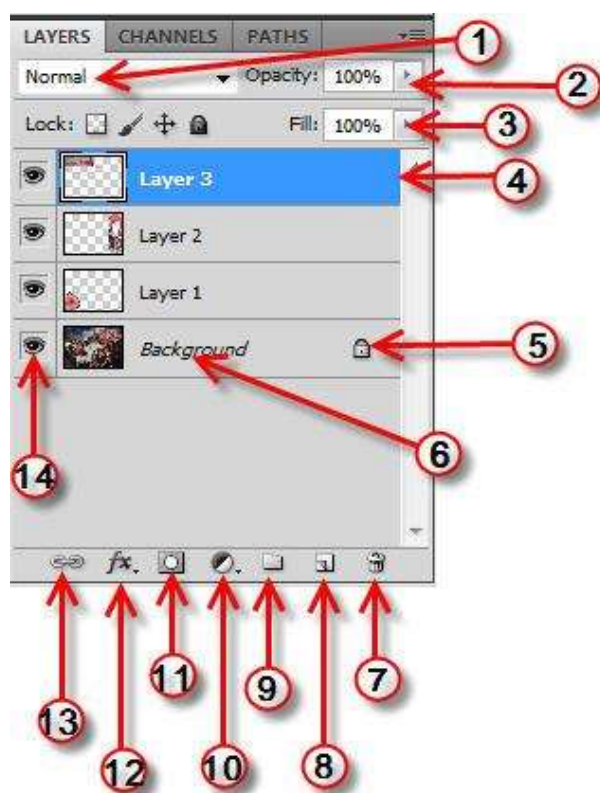 LAYERS CHANNELS PATHS
1
Normal Opacity: 100%
2
Lock: Fill: 100%
3
Layer 3
4
Layer 2
Layer 1
Background
5
6
14
fx.
11
9
7
13
12
10
8